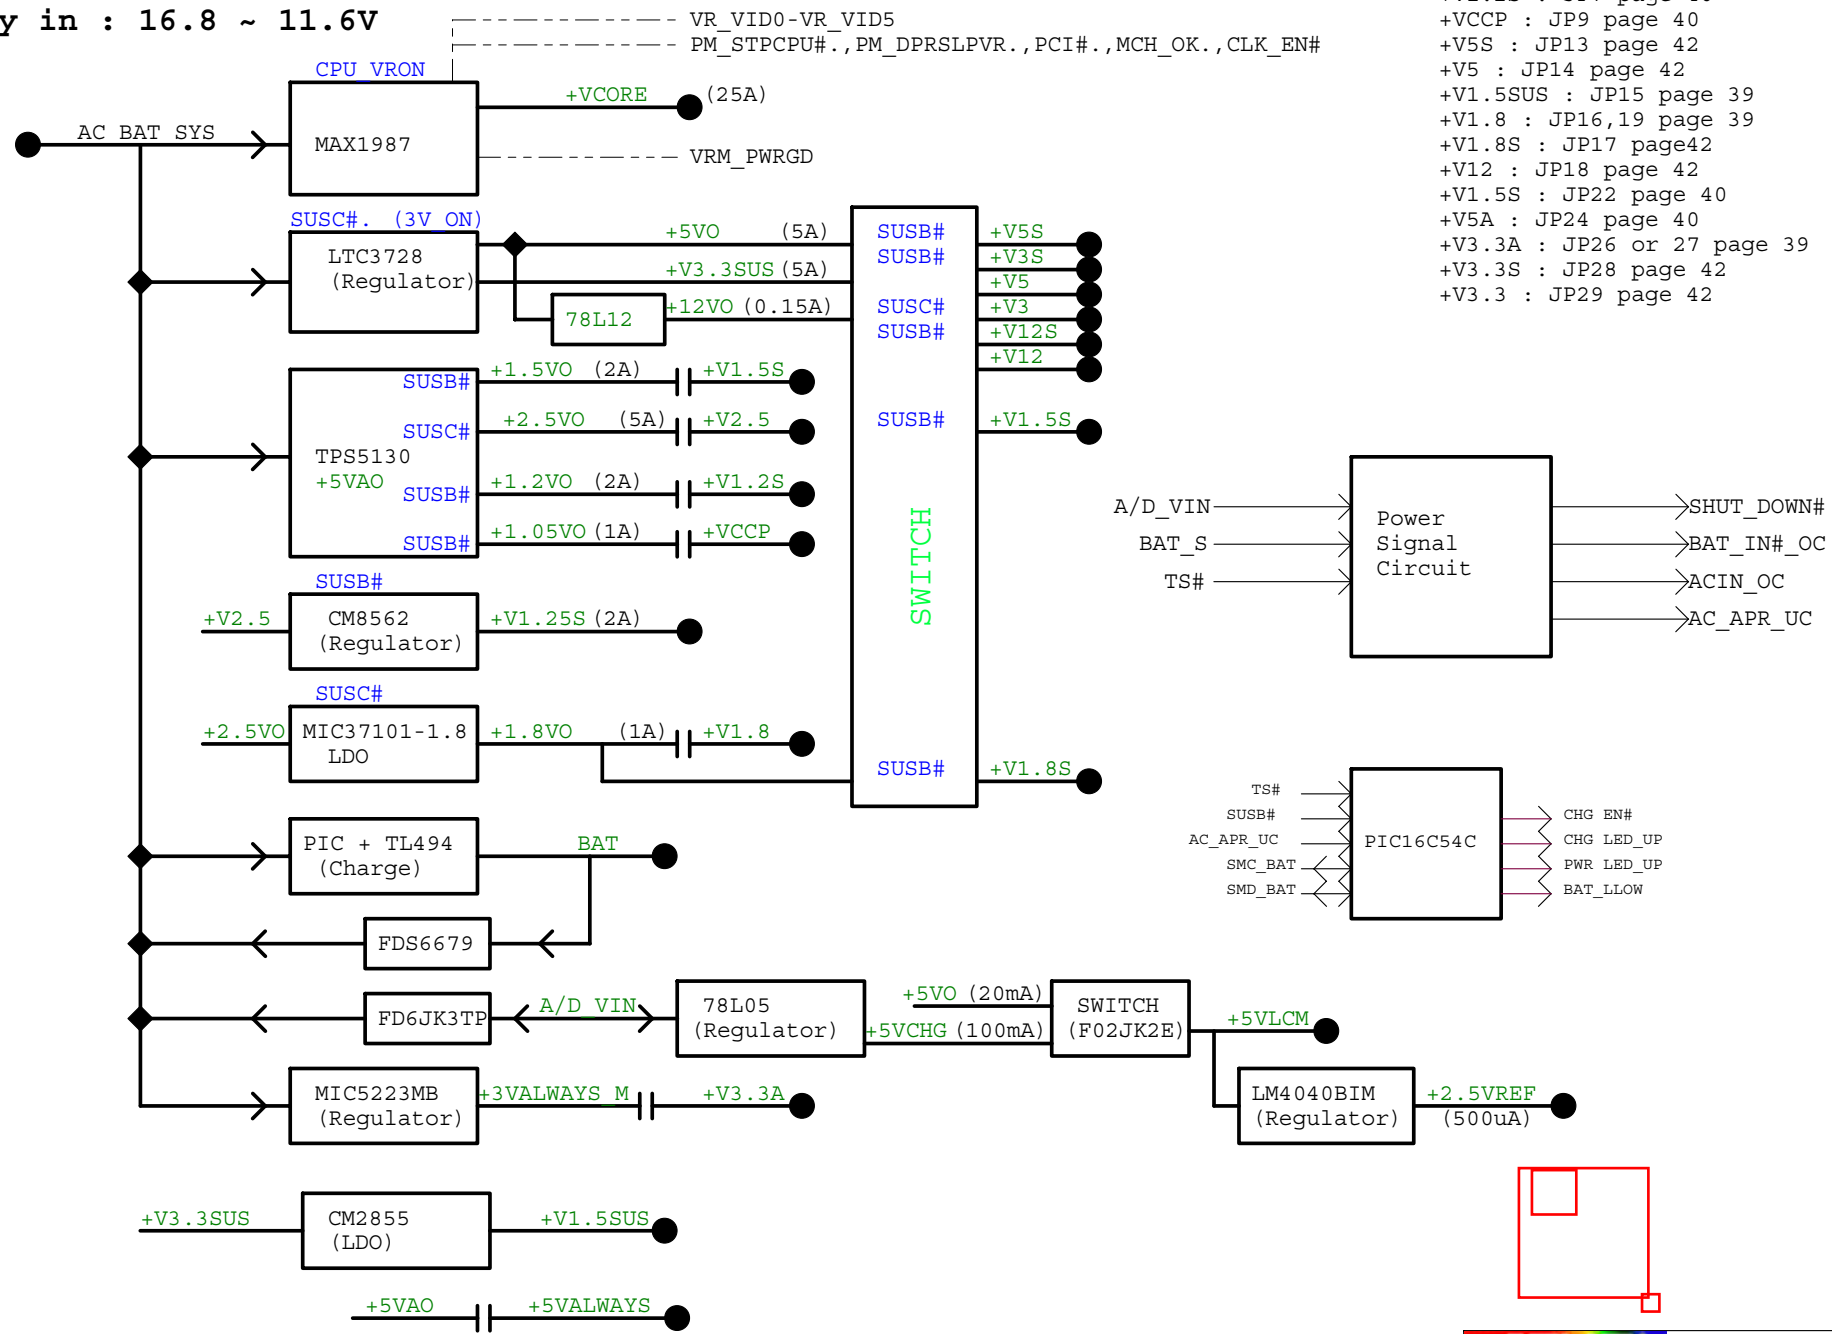 y in : 16.8 ~ 11.6V
VR_VID0-VR_VID5
PM_STPCPU#.,PM_DPRSLPVR.,PCI#.,MCH_OK.,CLK_EN#
+VCCP : JP9 page 40
+V5S : JP13 page 42
+V5 : JP14 page 42
+V1.5SUS : JP15 page 39
+V1.8 : JP16,19 page 39
+V1.8S : JP17 page42
+V12 : JP18 page 42
+V1.5S : JP22 page 40
+V5A : JP24 page 40
+V3.3A : JP26 or 27 page 39
+V3.3S : JP28 page 42
+V3.3 : JP29 page 42
CPU_VRON
AC_BAT_SYS
MAX1987
+VCORE (25A)
VRM_PWRGD
SUSC#. (3V_ON)
LTC3728
(Regulator)
+5VO (5A)
+V3.3SUS (5A)
78L12
+12VO (0.15A)
SUSB# +V5S
SUSB# +V3S
+V5
SUSC# +V3
SUSB# +V12S
+V12
SUSB# +V1.5S
SWITCH
SUSB# +V1.8S
TPS5130
+5VAO
SUSB# +1.5VO (2A) +V1.5S
SUSC# +2.5VO (5A) +V2.5
SUSB# +1.2VO (2A) +V1.2S
SUSB# +1.05VO (1A) +VCCP
SUSB#
+V2.5
CM8562
(Regulator)
+V1.25S (2A)
SUSC#
+2.5VO
MIC37101-1.8
LDO
+1.8VO (1A) +V1.8
A/D_VIN
BAT_S
TS#
Power
Signal
Circuit
SHUT_DOWN#
BAT_IN#_OC
ACIN_OC
AC_APR_UC
TS#
SUSB#
AC_APR_UC
SMC_BAT
SMD_BAT
PIC16C54C
CHG EN#
CHG LED_UP
PWR LED_UP
BAT_LLOW
PIC + TL494
(Charge)
BAT
FDS6679
FD6JK3TP
A/D_VIN
78L05
(Regulator)
+5VO (20mA)
+5VCHG (100mA)
SWITCH
(F02JK2E)
+5VLCM
LM4040BIM
(Regulator)
+2.5VREF
(500uA)
MIC5223MB
(Regulator)
+3VALWAYS_M +V3.3A
+V3.3SUS
CM2855
(LDO)
+V1.5SUS
+5VAO +5VALWAYS